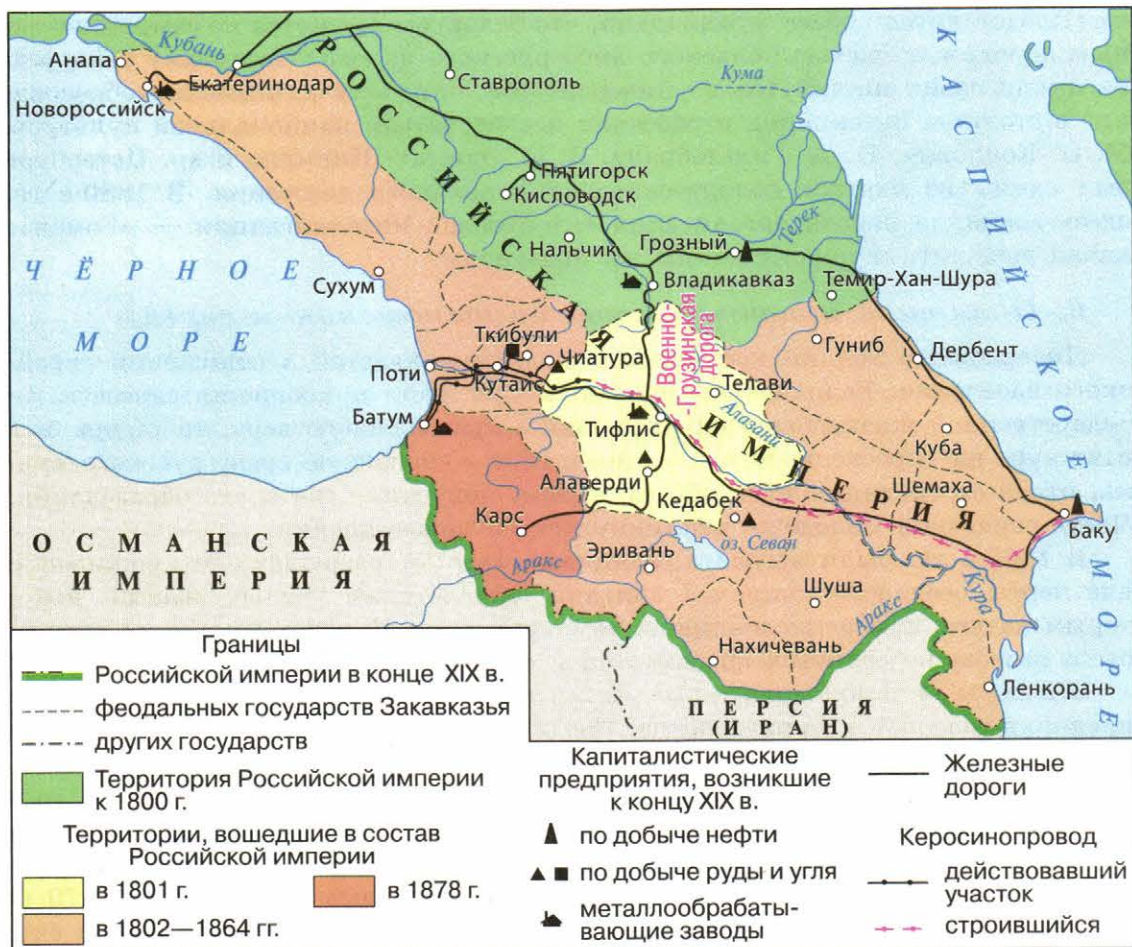 Анапа
Кубань
Новороссийск
Екатеринодар
Ставрополь
РОССИЙСКАЯ
ИМПЕРИЯ
Кума
КАСПИЙСКОЕ
МОРЕ
Пятигорск
Кисловодск
Нальчик
Грозный
Терек
Владикавказ
Темир-Хан-Шура
ЧЁРНОЕ
МОРЕ
Сухум
Ткибули
Чиатура
Военно-
-Грузинская
дорога
Гуниб
Дербент
Поти
Кутаис
Телави
Алазани
Батум
Тифлис
Куба
Алаверди
Кедабек
Шемаха
Баку
Карс
ОСМАНСКАЯ
ИМПЕРИЯ
Аракс
Эривань
оз. Севан
Шуша
Аракс
Кура
Нахичевань
Ленкорань
ПЕРСИЯ
(ИРАН)
Границы
Российской империи в конце XIX в.
феодальных государств Закавказья
других государств
Территория Российской империи
к 1800 г.
Территории, вошедшие в состав
Российской империи
в 1801 г.
в 1878 г.
в 1802—1864 гг.
Капиталистические
предприятия, возникшие
к концу XIX в.
по добыче нефти
по добыче руды и угля
металлообрабаты-
вающие заводы
Железные
дороги
Керосинопровод
действовавший
участок
строившийся